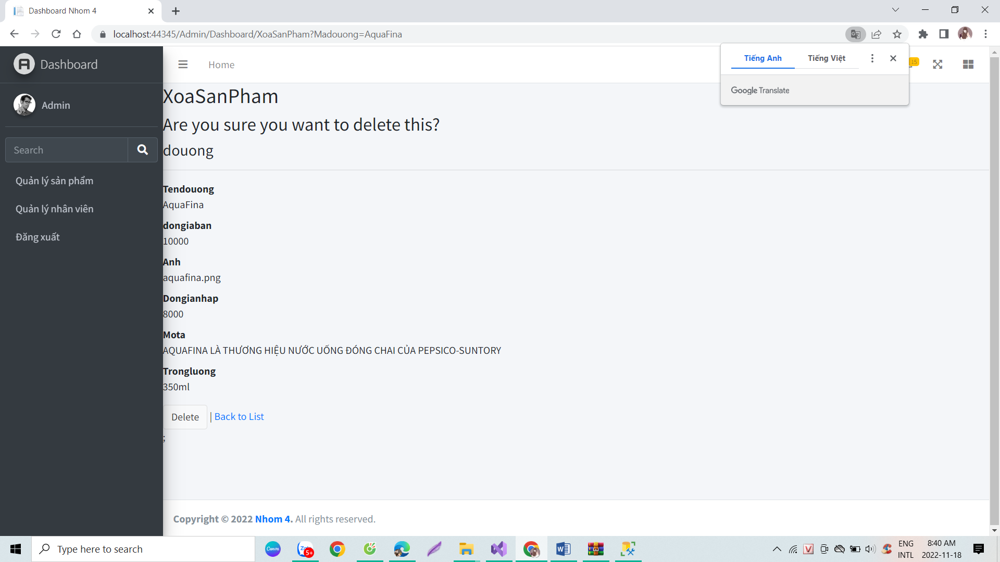 Dashboard Nhom 4
localhost:44345/Admin/Dashboard/XoaSanPham?Madouong=AquaFina
Tiếng Anh
Tiếng Việt
Google Translate
15
Dashboard
Home
Admin
Search
Quản lý sản phẩm
Quản lý nhân viên
Đăng xuất
XoaSanPham
Are you sure you want to delete this?
douong
Tendouong
AquaFina
dongiaban
10000
Anh
aquafina.png
Dongianhap
8000
Mota
AQUAFINA LÀ THƯƠNG HIỆU NƯỚC UỐNG ĐÓNG CHAI CỦA PEPSICO-SUNTORY
Trongluong
350ml
Delete | Back to List
;
Copyright © 2022 Nhom 4. All rights reserved.
Type here to search
Canva
5+
ENG
INTL
8:40 AM
2022-11-18